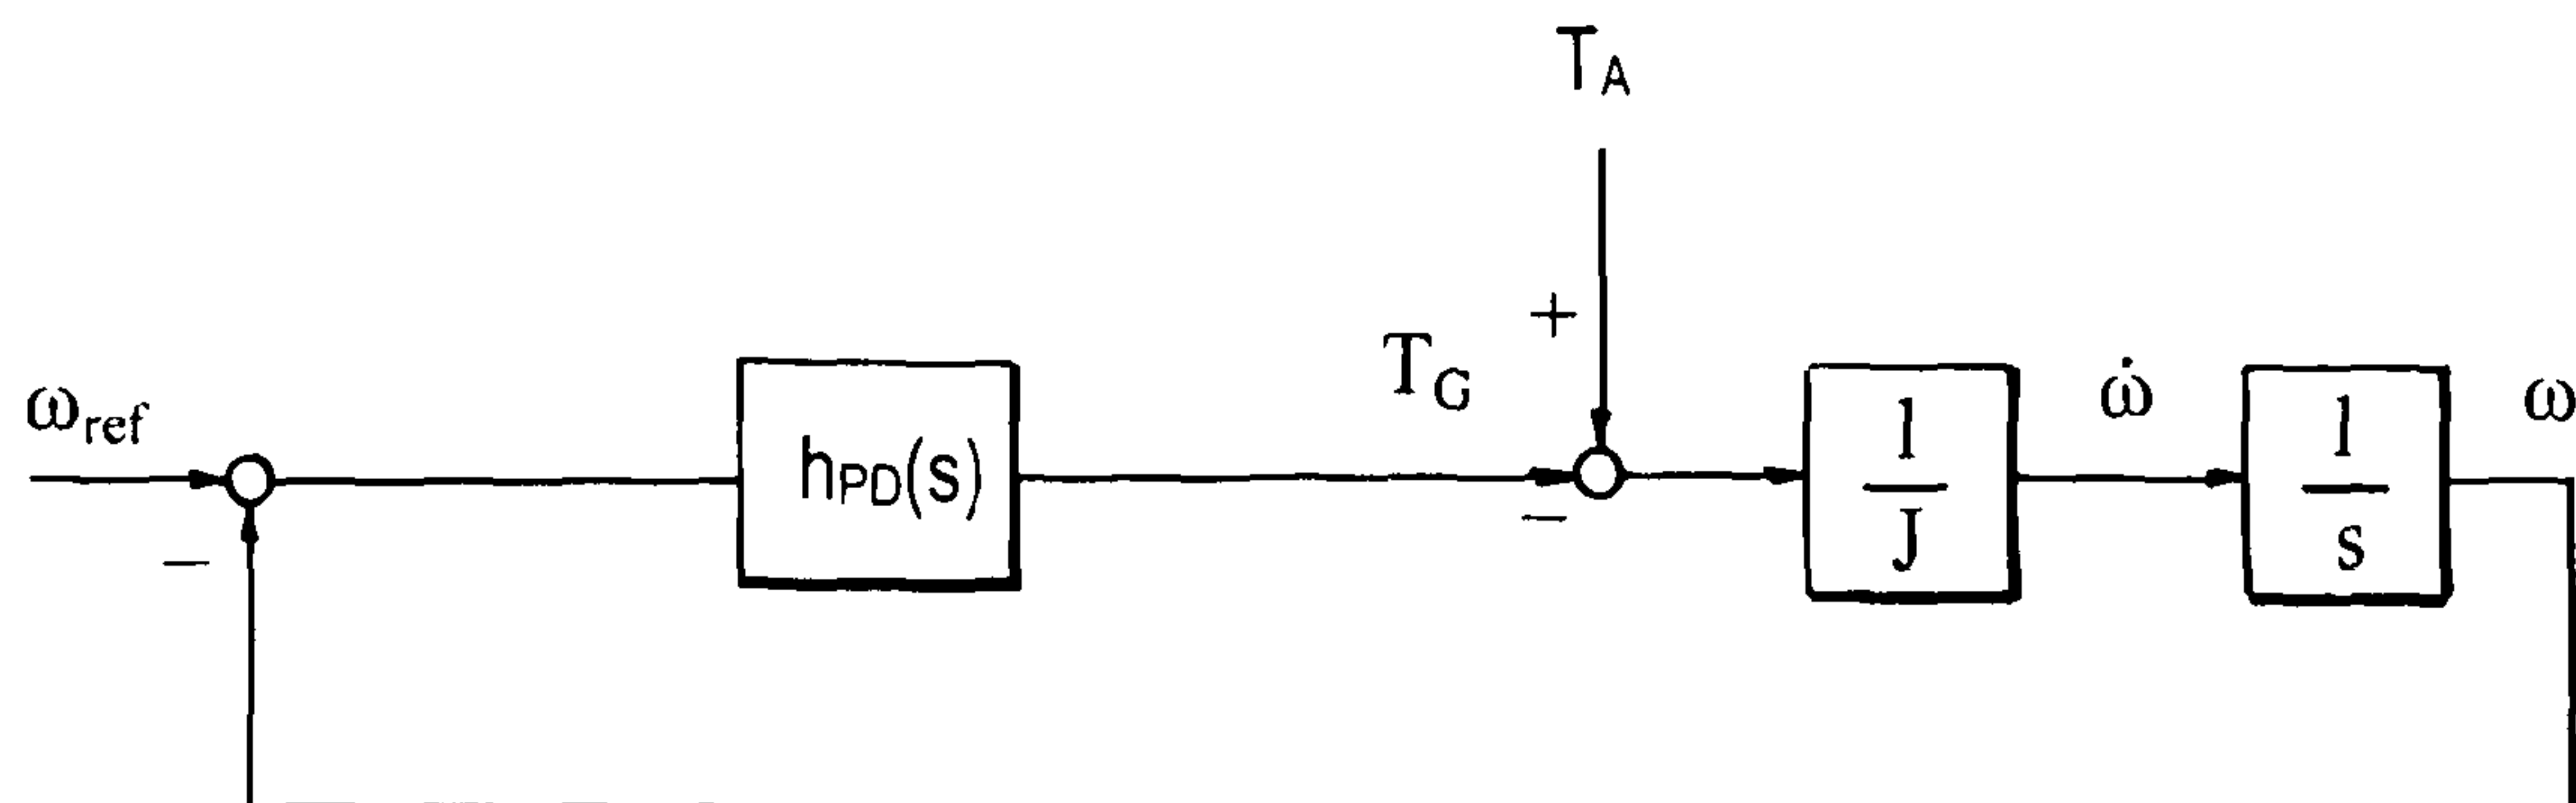 T_A
+
T_G
ω_ref
h_PD(s)
1
J
ω̇
1
s
ω
−
−